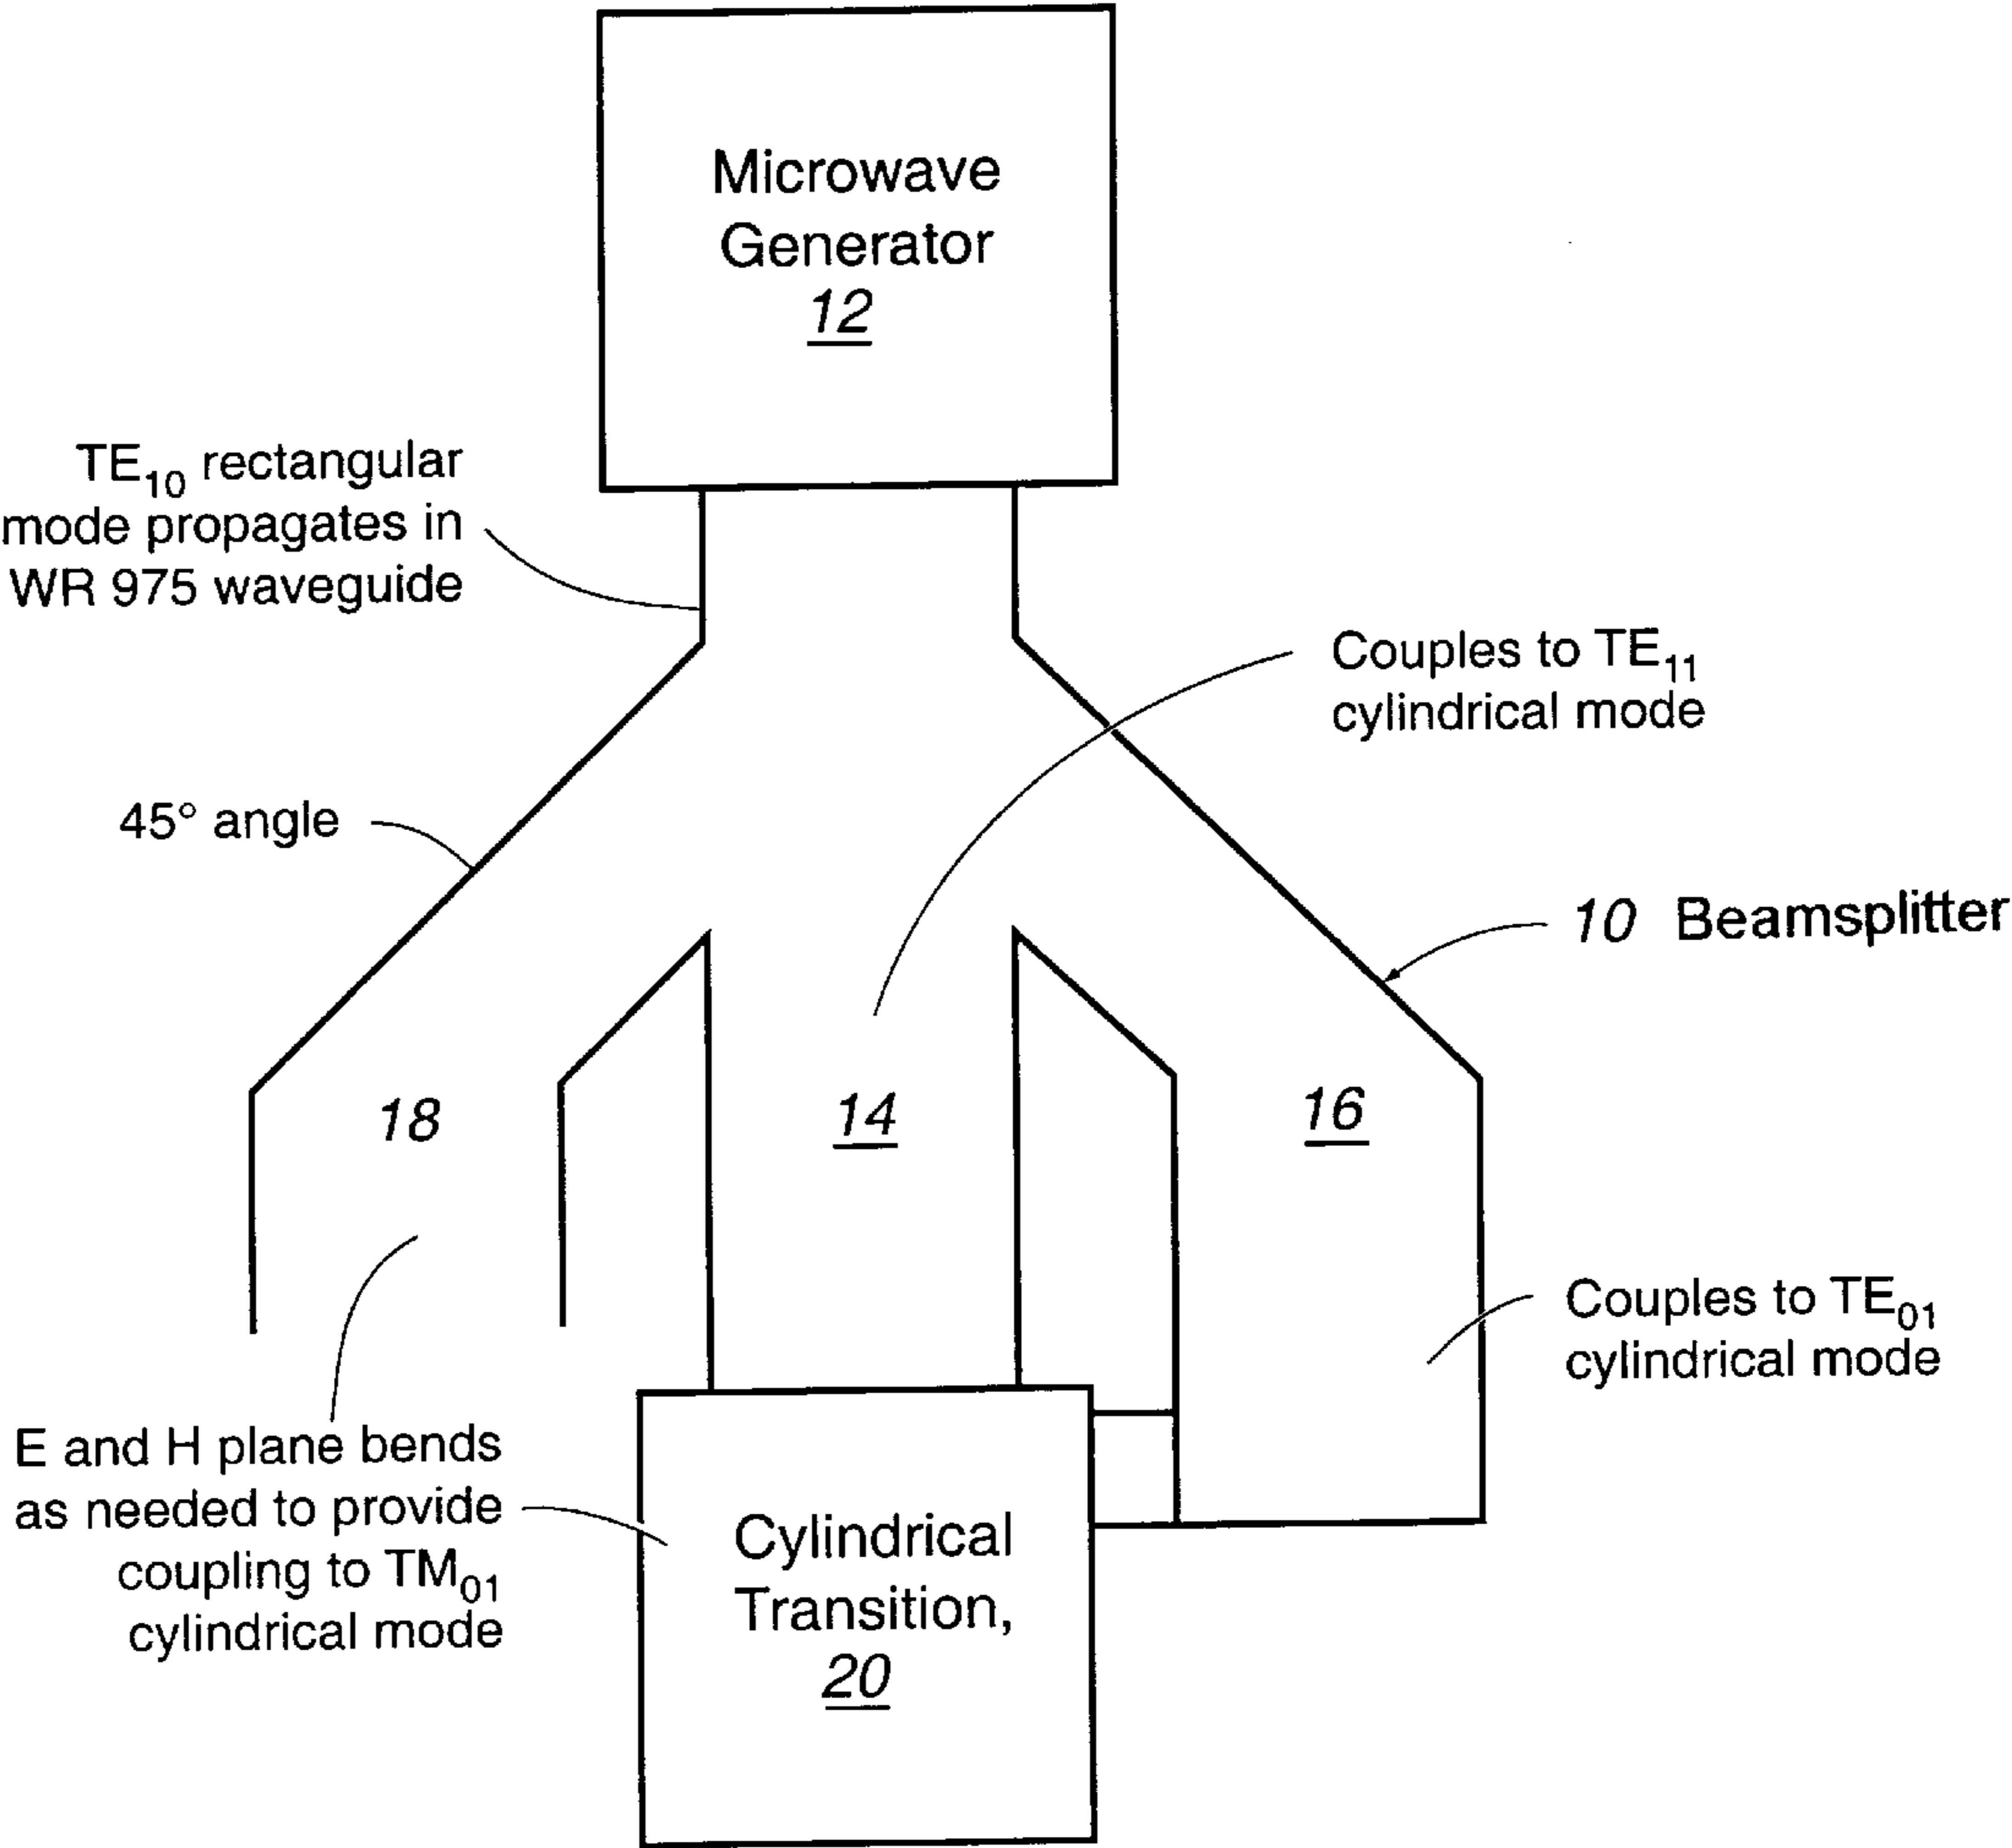 Microwave
Generator
12
TE10 rectangular
mode propagates in
WR 975 waveguide
Couples to TE11
cylindrical mode
45° angle
10 Beamsplitter
18
14
16
Couples to TE01
cylindrical mode
E and H plane bends
as needed to provide
coupling to TM01
cylindrical mode
Cylindrical
Transition,
20